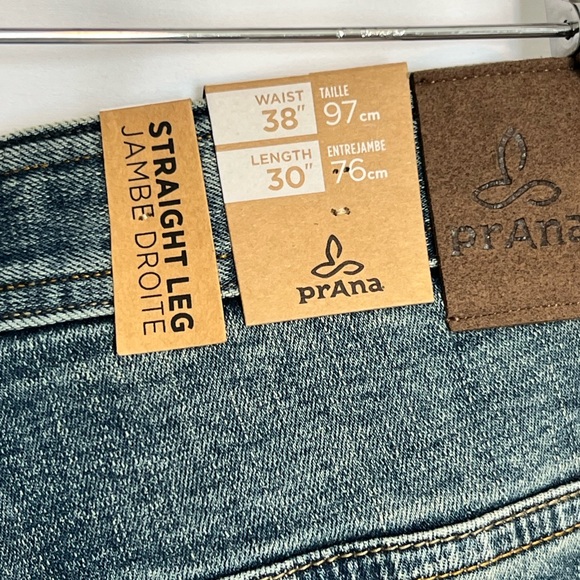 STRAIGHT LEG
JAMBE DROITE
WAIST 38" TAILLE 97cm
LENGTH 30" ENTREJAMBE 76cm
prAna
prAna